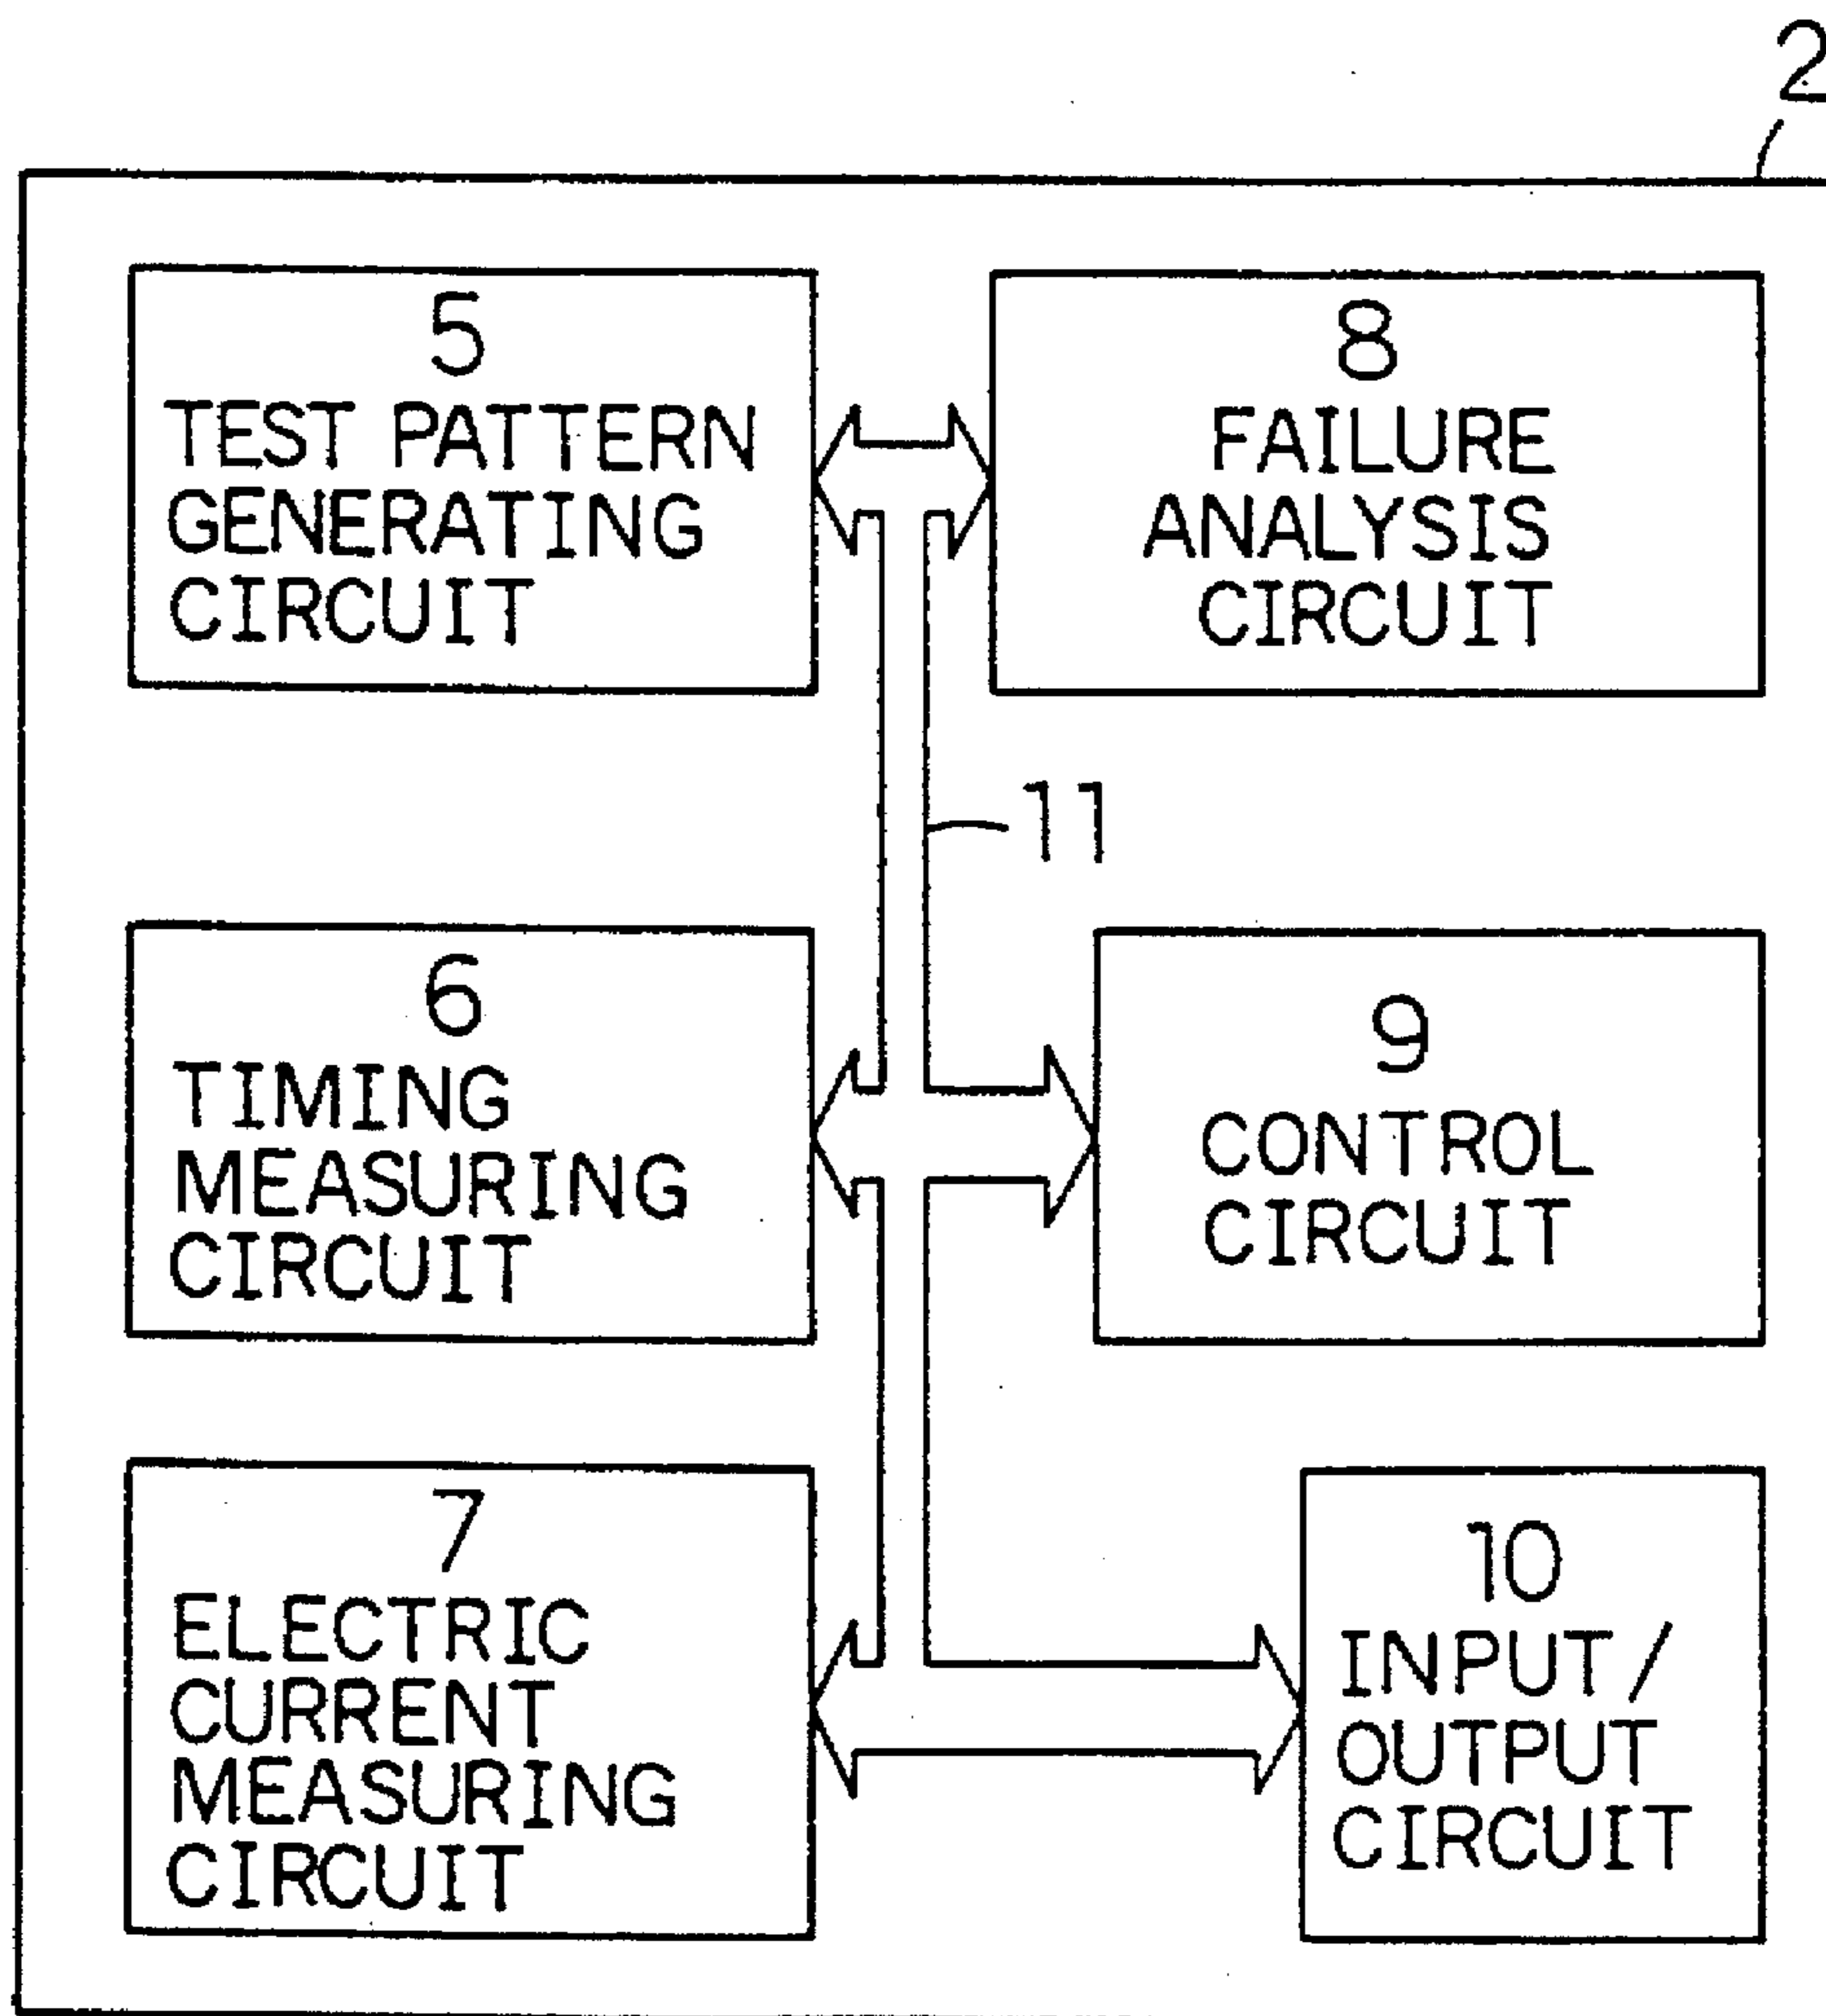 2
5
TEST PATTERN
GENERATING
CIRCUIT
8
FAILURE
ANALYSIS
CIRCUIT
11
6
TIMING
MEASURING
CIRCUIT
9
CONTROL
CIRCUIT
7
ELECTRIC
CURRENT
MEASURING
CIRCUIT
10
INPUT/
OUTPUT
CIRCUIT